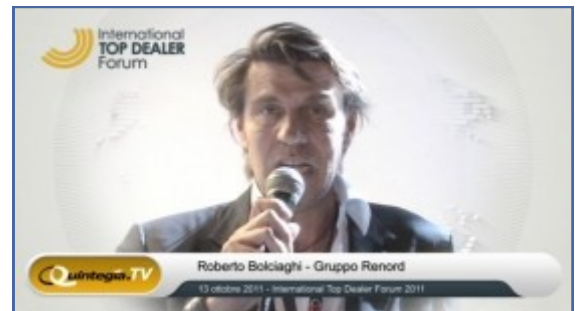 International
TOP DEALER
Forum
Quintegia.TV
Roberto Bolciaghi - Gruppo Renord
13 ottobre 2011 - International Top Dealer Forum 2011